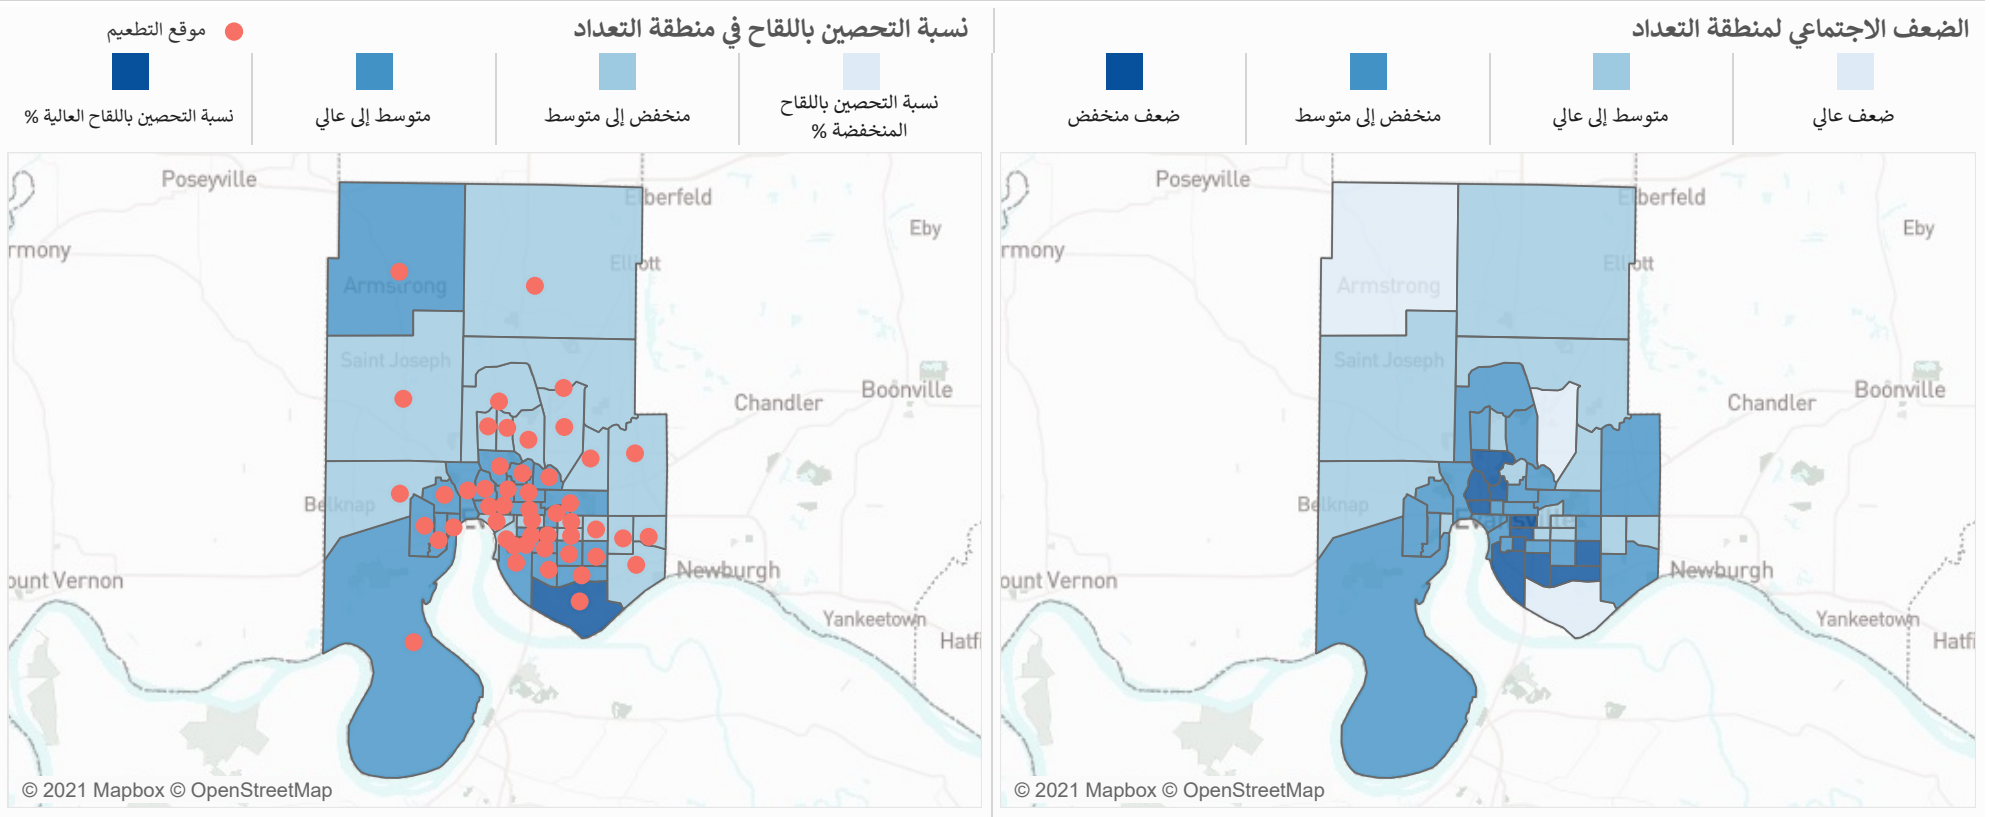 الضعف الاجتماعي لمنطقة التعداد
ضعف عالي
متوسط إلى عالي
منخفض إلى متوسط
ضعف منخفض
Poseyville
Elberfeld
Eby
rmony
Elliott
Armstrong
Saint Joseph
Boonville
Chandler
Belknap
Evansville
Newburgh
ount Vernon
Yankeetown
Hatfi
© 2021 Mapbox © OpenStreetMap
نسبة التحصين باللقاح في منطقة التعداد
موقع التطعيم
نسبة التحصين باللقاح
المنخفضة %
منخفض إلى متوسط
متوسط إلى عالي
نسبة التحصين باللقاح العالية %
Poseyville
Elberfeld
Eby
rmony
Elliott
Armstrong
Saint Joseph
Boonville
Chandler
Belknap
Newburgh
ount Vernon
Yankeetown
Hatfi
© 2021 Mapbox © OpenStreetMap